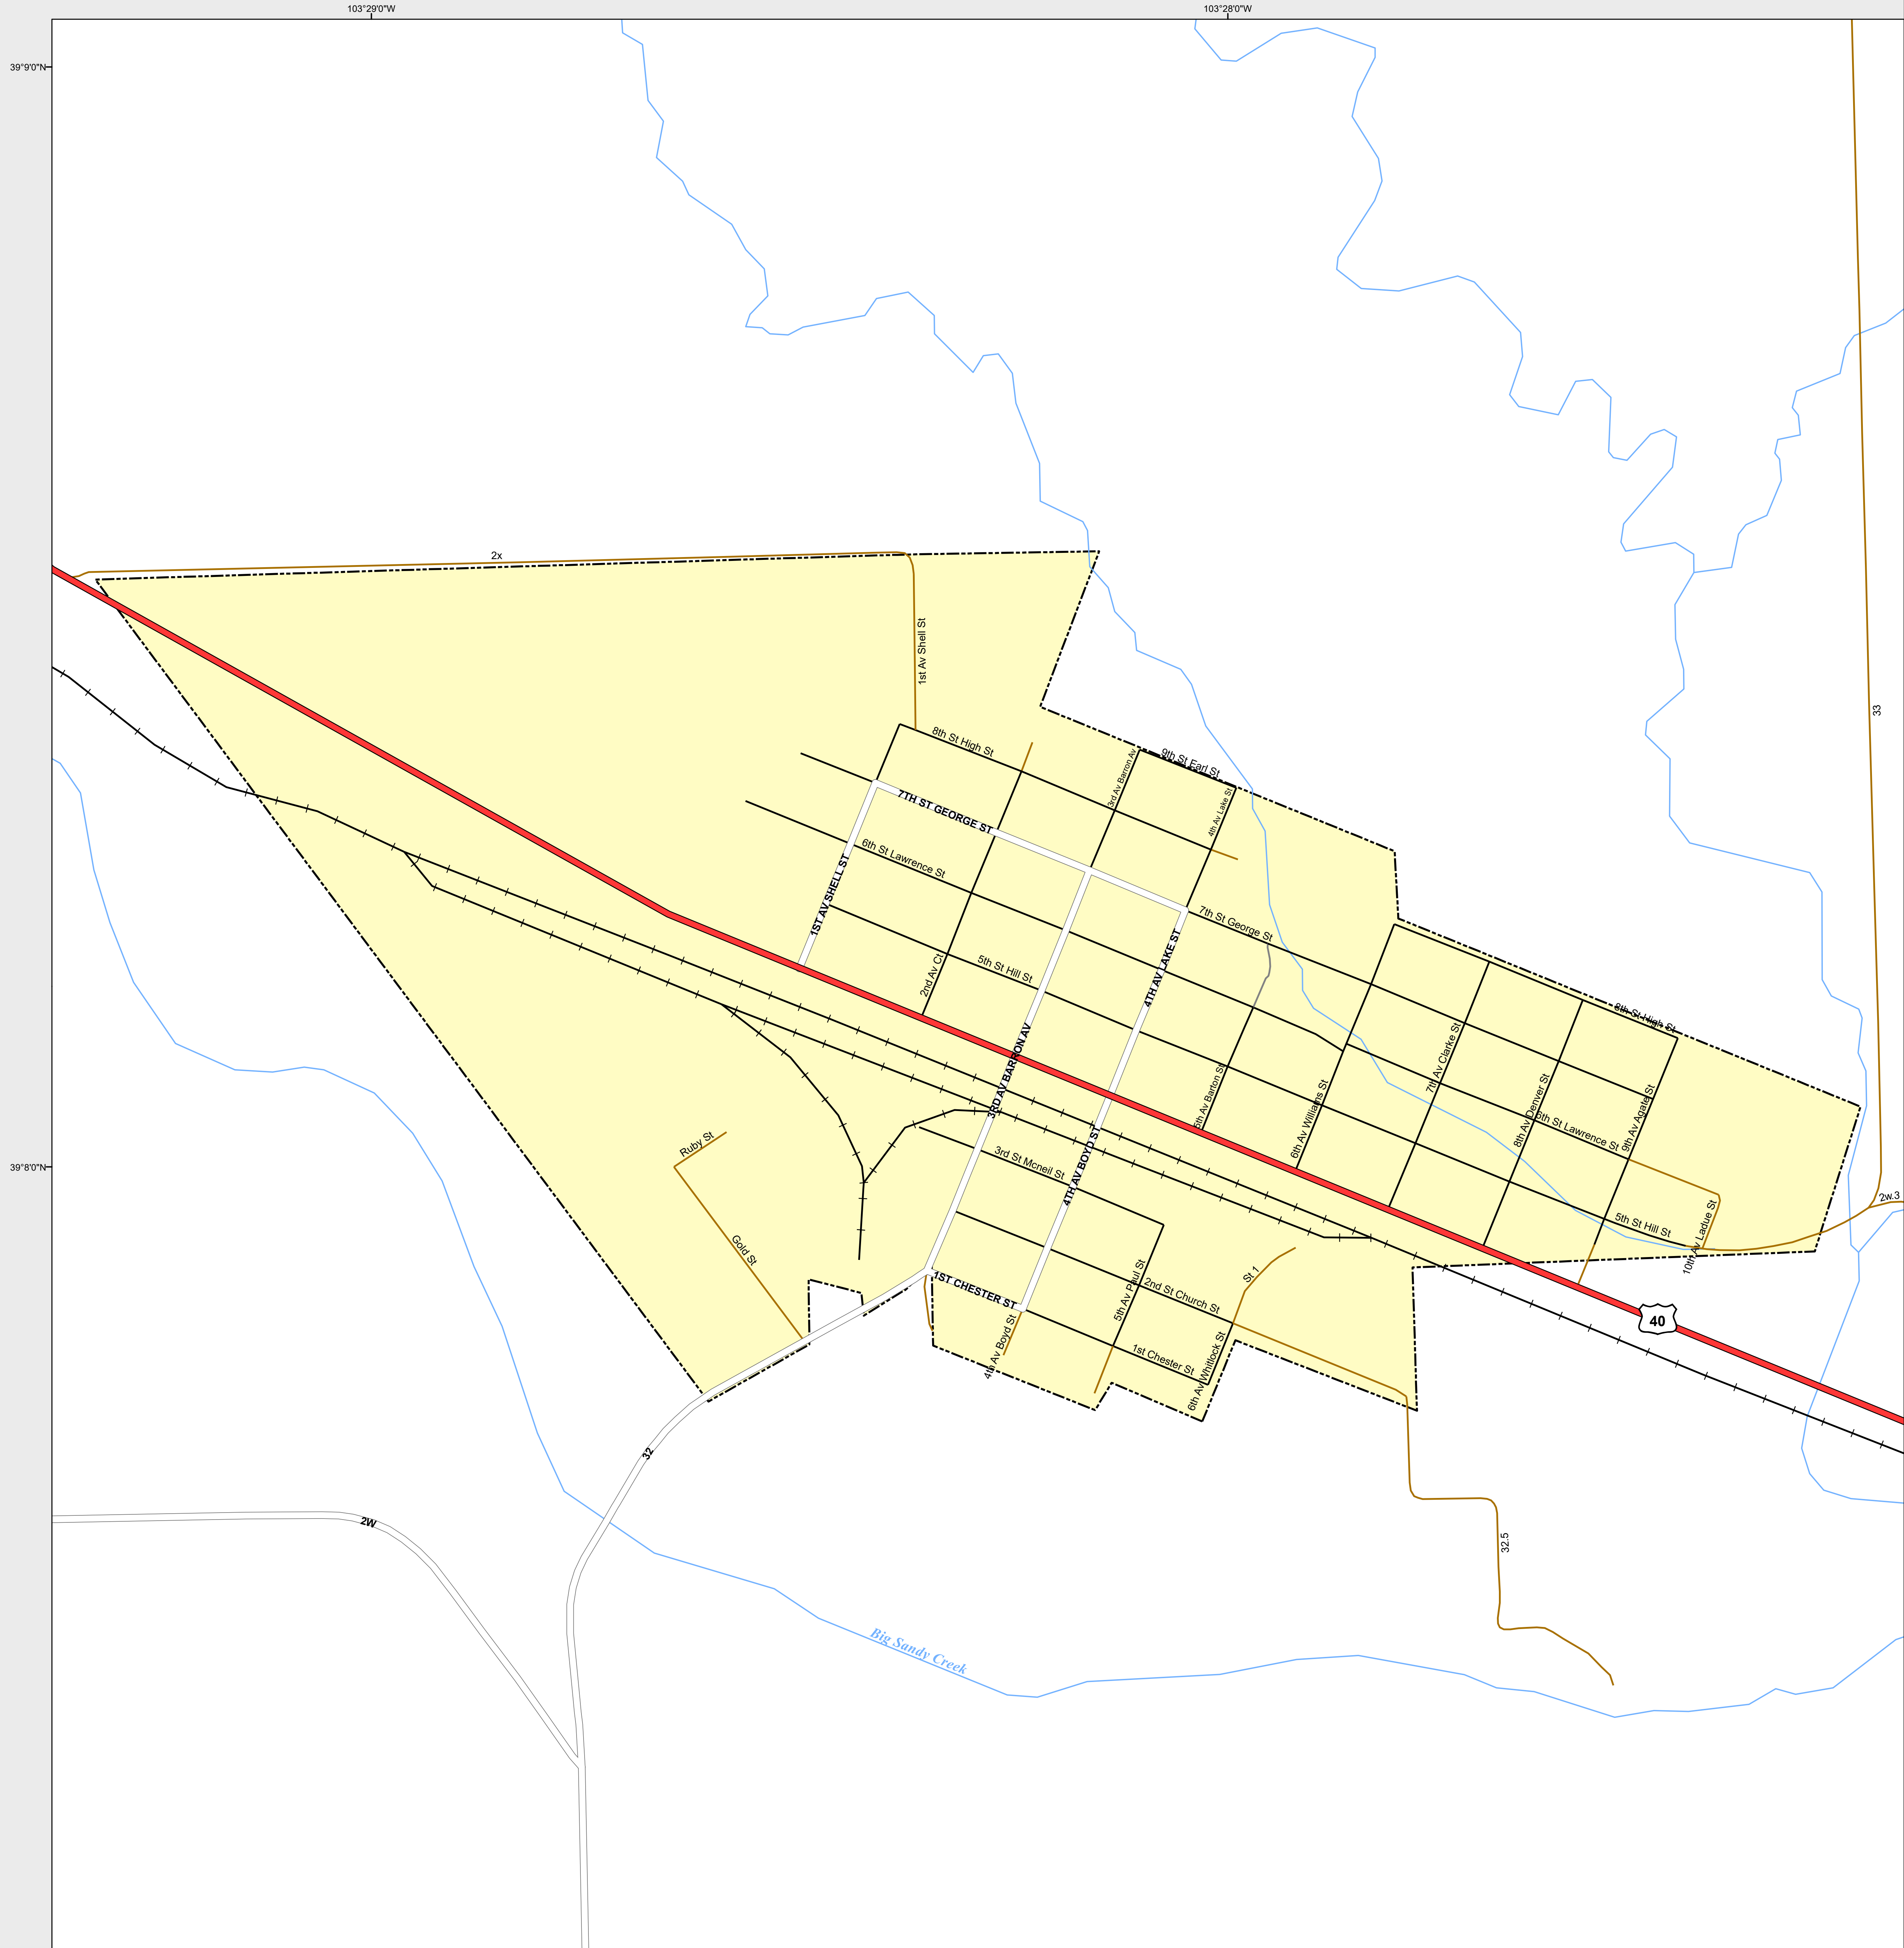 103°29'0"W
103°28'0"W
39°9'0"N
2x
1st Av Shell St
33
8th St High St
9th St Earl St
3rd Av Barron Av
4th Av Lake St
7TH ST GEORGE ST
6th St Lawrence St
1ST AV SHELL ST
7th St George St
5th St Hill St
2nd Av Ct
4TH AV LAKE ST
8th St High St
3RD AV BARRON AV
7th Av Clarke St
5th Av Barton St
6th Av Williams St
8th Av Denver St
6th St Lawrence St
9th Av Agate St
Ruby St
39°8'0"N
3rd St Mcneil St
4TH AV BOYD ST
2w.3
5th St Hill St
10th Av Ladue St
Gold St
St 1
5th Av Paul St
2nd St Church St
1ST CHESTER ST
40
4th Av Boyd St
1st Chester St
6th Av Whitlock St
32
2W
32.5
Big Sandy Creek